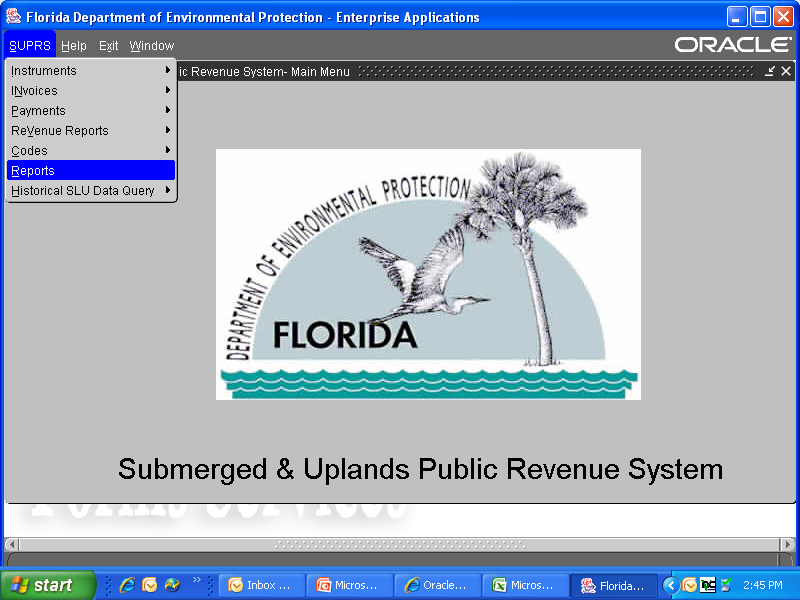 Florida Department of Environmental Protection - Enterprise Applications
SUPRS Help Exit Window
ORACLE
ic Revenue System- Main Menu
Instruments
INvoices
Payments
ReVenue Reports
Codes
Reports
Historical SLU Data Query
DEPARTMENT OF ENVIRONMENTAL PROTECTION
FLORIDA
Submerged & Uplands Public Revenue System
Forms Services
start
Inbox ...
Micros...
Oracle...
Micros...
Florida...
2:45 PM